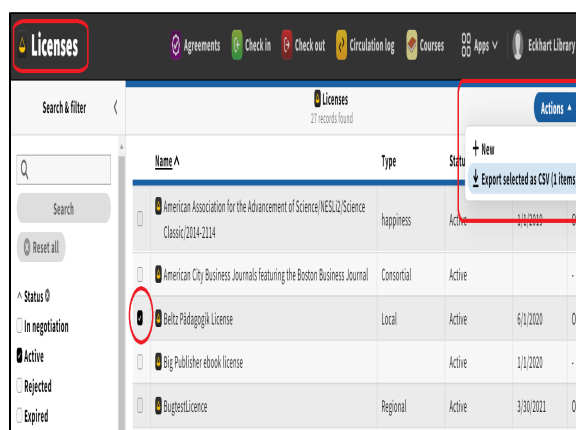 Licenses
Agreements Check in Check out Circulation log Courses Apps Eckhart Library
Search & filter
Licenses
27 records found
Actions
New
Export selected as CSV (1 items
Name Type Statu
Search
Reset all
Status
In negotiation
Active
Rejected
Expired
American Association for the Advancement of Science/NESLi2/Science
Classic/2014-2114 happiness Active 1/1/2019 O
American City Business Journals featuring the Boston Business Journal Consortial Active -
Beltz Pädagogik License Local Active 6/1/2020 O
Big Publisher ebook license Active 1/1/2020 -
BugtestLicence Regional Active 3/30/2021 O